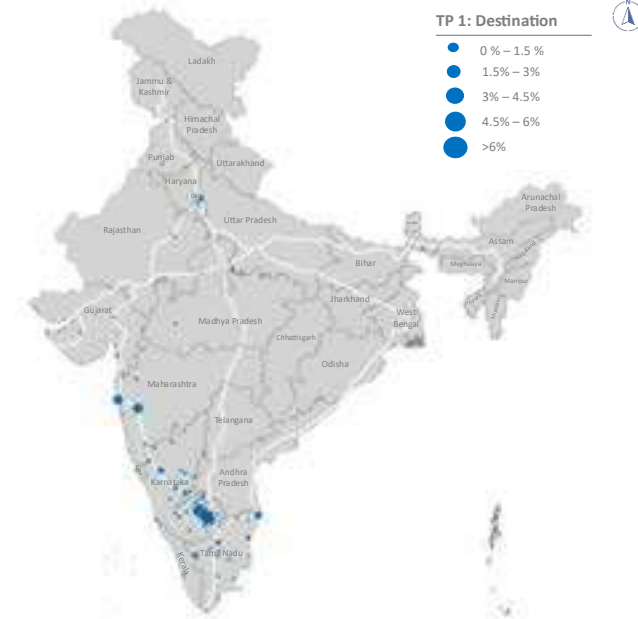 N
TP 1: Destination
0 % – 1.5 %
1.5% – 3%
3% – 4.5%
4.5% – 6%
>6%
Ladakh
Jammu &
Kashmir
Himachal
Pradesh
Punjab
Uttarakhand
Haryana
Arunachal
Pradesh
Rajasthan
Uttar Pradesh
Assam
Nagaland
Bihar
Meghalaya
Manipur
Jharkhand
Gujarat
West
Bengal
Madhya Pradesh
Chhattisgarh
Odisha
Maharashtra
Telangana
Andhra
Pradesh
Karnataka
Tamil Nadu
Kerala